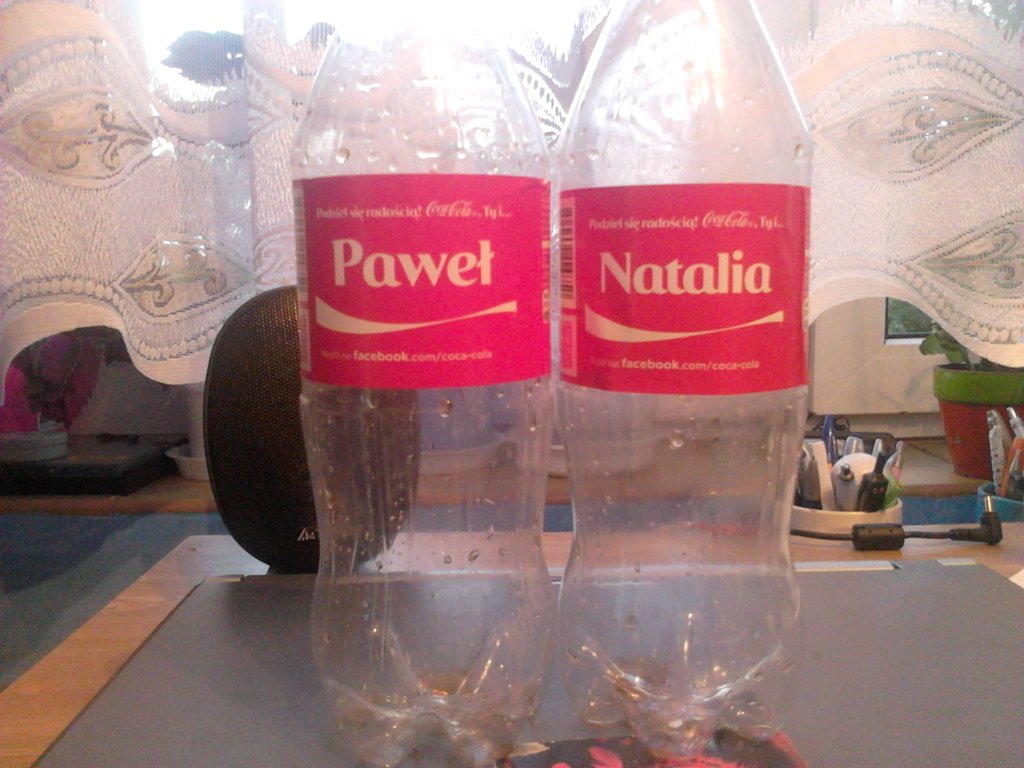 Podziel się radością! Coca-Cola, Ty i...
Paweł
facebook.com/coca-cola
Podziel się radością! Coca-Cola, Ty i...
Natalia
facebook.com/coca-cola
A4